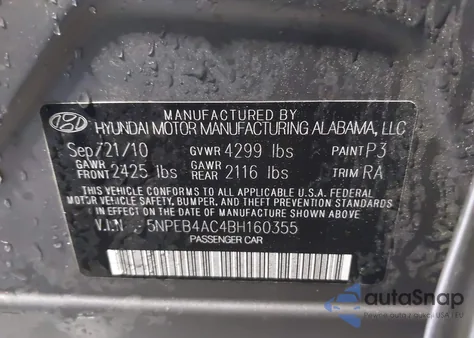 MANUFACTURED BY
HYUNDAI MOTOR MANUFACTURING ALABAMA, LLC
Sep/21/10 GVWR 4299 lbs PAINT P3
GAWR FRONT 2425 lbs GAWR REAR 2116 lbs TRIM RA
THIS VEHICLE CONFORMS TO ALL APPLICABLE U.S.A. FEDERAL
MOTOR VEHICLE SAFETY, BUMPER, AND THEFT PREVENTION STANDARDS
IN EFFECT ON THE DATE OF MANUFACTURE SHOWN ABOVE.
V.I.N : 5NPEB4AC4BH160355
PASSENGER CAR
autoSnap